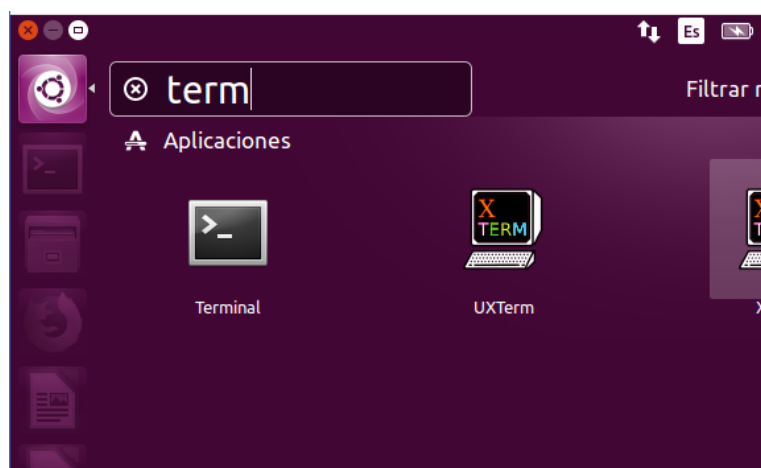 Es
term
Filtrar
Aplicaciones
>_
>_
X
TERM
Terminal
UXTerm